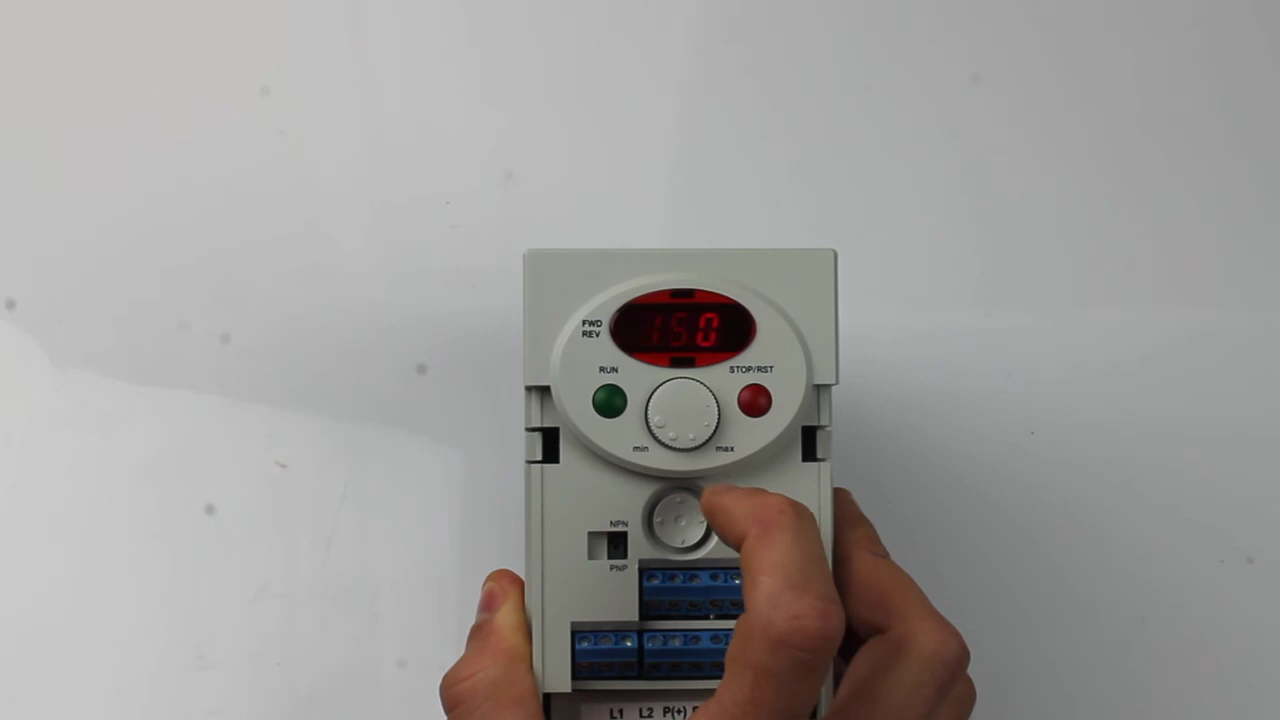 FWD
REV
150
RUN
STOP/RST
min
max
NPN
PNP
L1 L2 P(+)